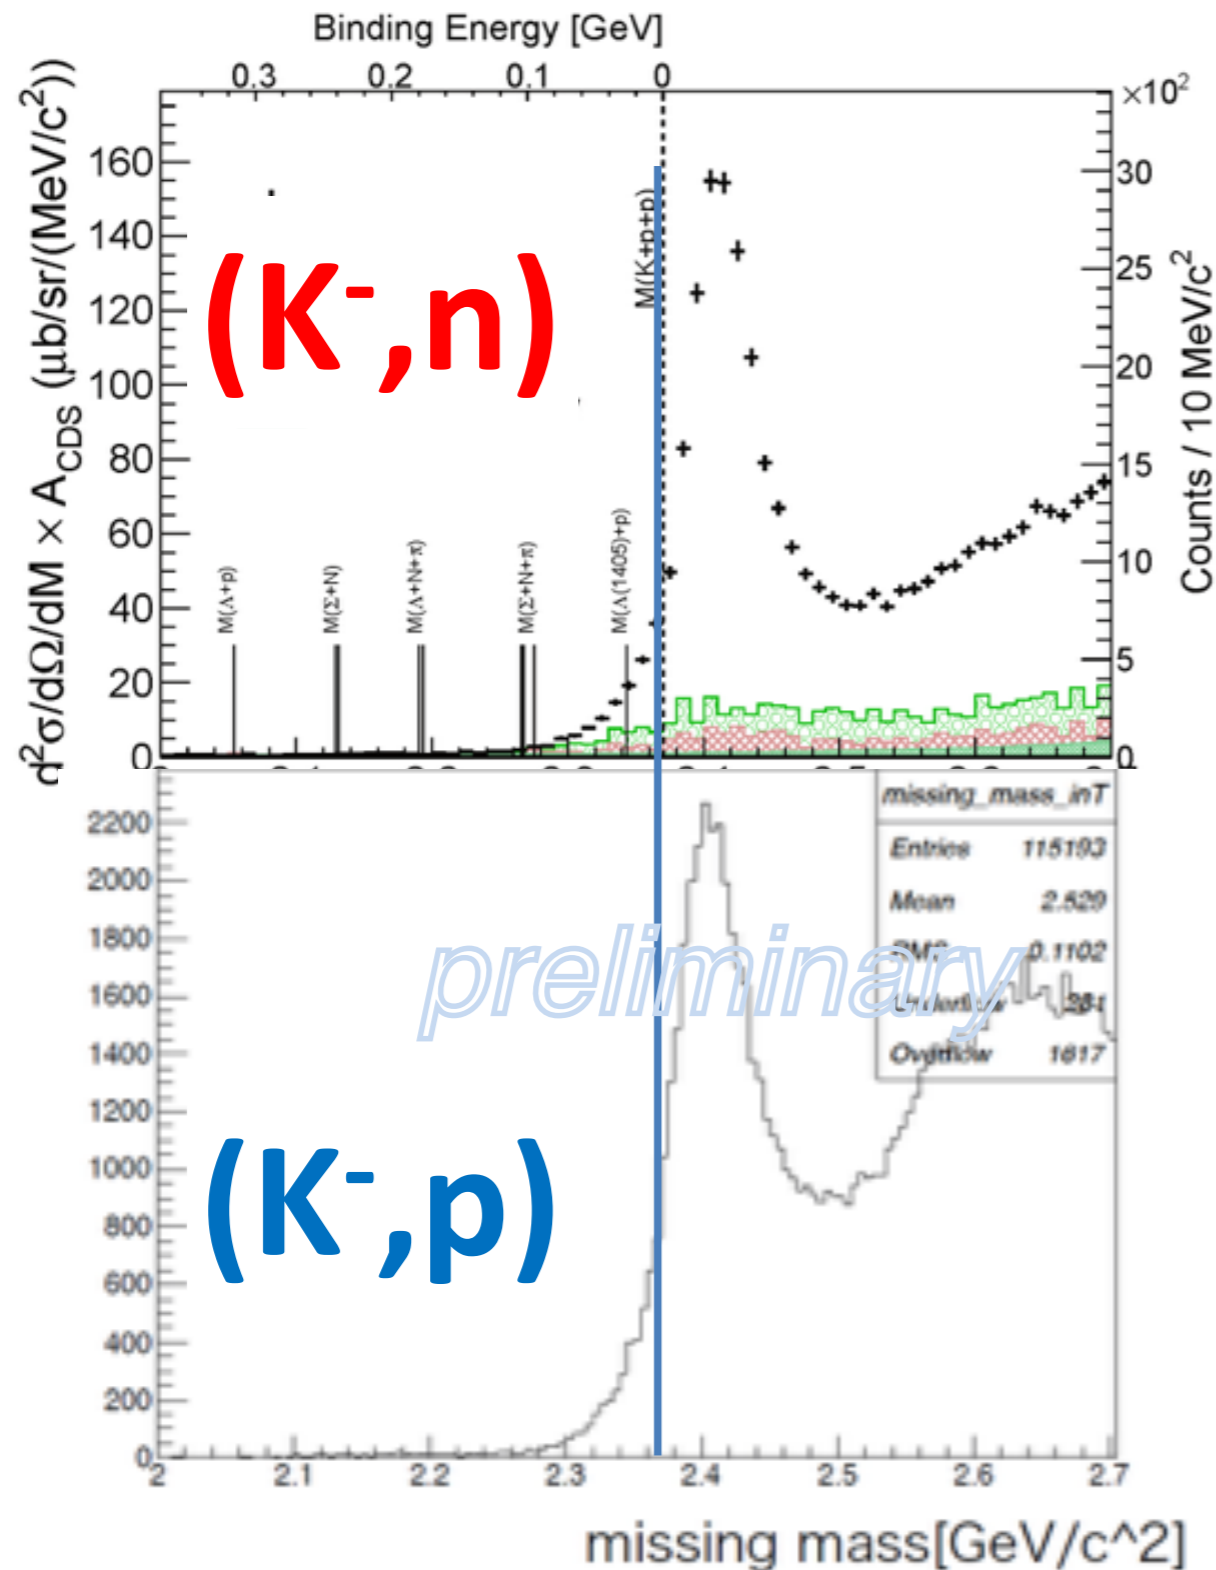 Binding Energy [GeV]
0.3 0.2 0.1 0
×10²
d²σ/dΩ/dM × A_CDS (μb/sr/(MeV/c²))
160
140
120
100
80
60
40
20
0
30
25
20
15
10
5
0
Counts / 10 MeV/c²
(K⁻,n)
M(K+p+p)
M(Λ+p)
M(Σ+N)
M(Λ+N+π)
M(Σ+N+π)
M(Λ(1405)+p)
missing_mass_inT
Entries 115193
Mean 2.529
RMS 0.1102
Underflow 281
Overflow 1617
preliminary
(K⁻,p)
2200
2000
1800
1600
1400
1200
1000
800
600
400
200
0
2 2.1 2.2 2.3 2.4 2.5 2.6 2.7
missing mass[GeV/c^2]